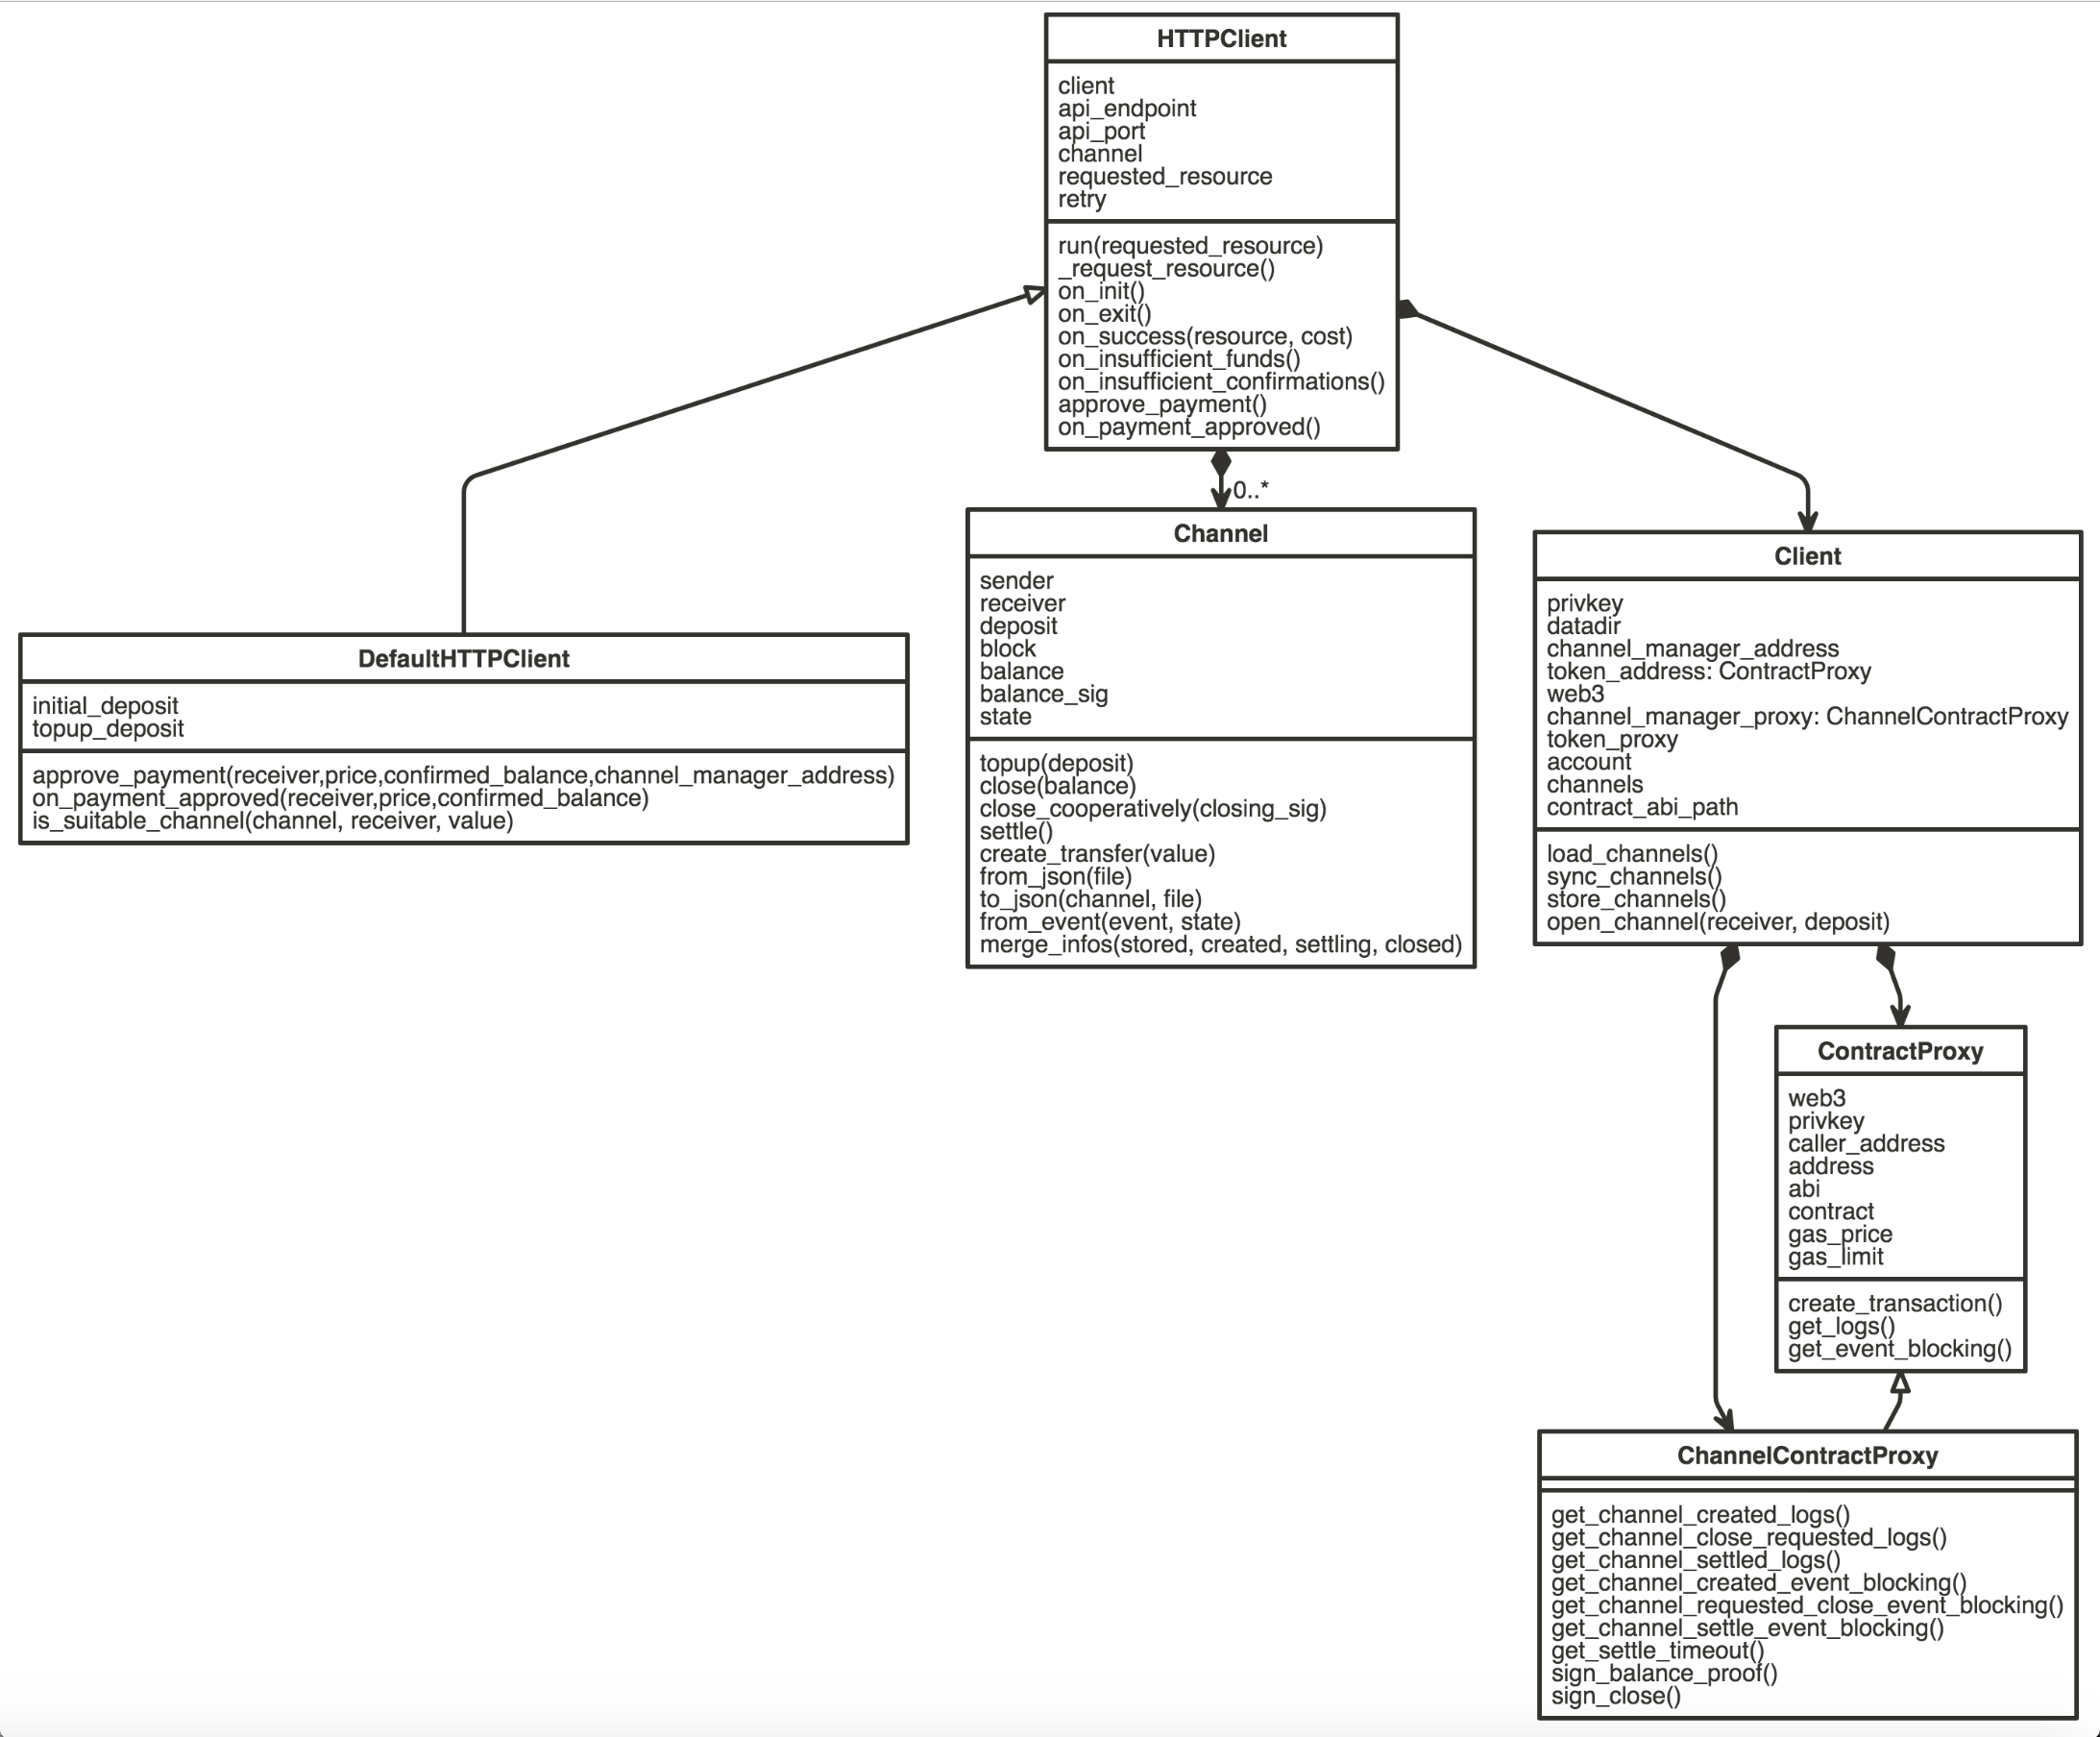 HTTPClient
client
api_endpoint
api_port
channel
requested_resource
retry
run(requested_resource)
_request_resource()
on_init()
on_exit()
on_success(resource, cost)
on_insufficient_funds()
on_insufficient_confirmations()
approve_payment()
on_payment_approved()
0..*
DefaultHTTPClient
initial_deposit
topup_deposit
approve_payment(receiver,price,confirmed_balance,channel_manager_address)
on_payment_approved(receiver,price,confirmed_balance)
is_suitable_channel(channel, receiver, value)
Channel
sender
receiver
deposit
block
balance
balance_sig
state
topup(deposit)
close(balance)
close_cooperatively(closing_sig)
settle()
create_transfer(value)
from_json(file)
to_json(channel, file)
from_event(event, state)
merge_infos(stored, created, settling, closed)
Client
privkey
datadir
channel_manager_address
token_address: ContractProxy
web3
channel_manager_proxy: ChannelContractProxy
token_proxy
account
channels
contract_abi_path
load_channels()
sync_channels()
store_channels()
open_channel(receiver, deposit)
ContractProxy
web3
privkey
caller_address
address
abi
contract
gas_price
gas_limit
create_transaction()
get_logs()
get_event_blocking()
ChannelContractProxy
get_channel_created_logs()
get_channel_close_requested_logs()
get_channel_settled_logs()
get_channel_created_event_blocking()
get_channel_requested_close_event_blocking()
get_channel_settle_event_blocking()
get_settle_timeout()
sign_balance_proof()
sign_close()